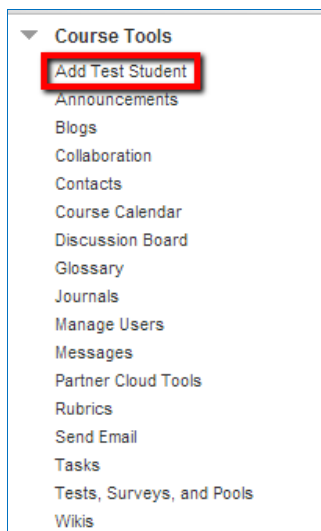 Course Tools
Add Test Student
Announcements
Blogs
Collaboration
Contacts
Course Calendar
Discussion Board
Glossary
Journals
Manage Users
Messages
Partner Cloud Tools
Rubrics
Send Email
Tasks
Tests, Surveys, and Pools
Wikis